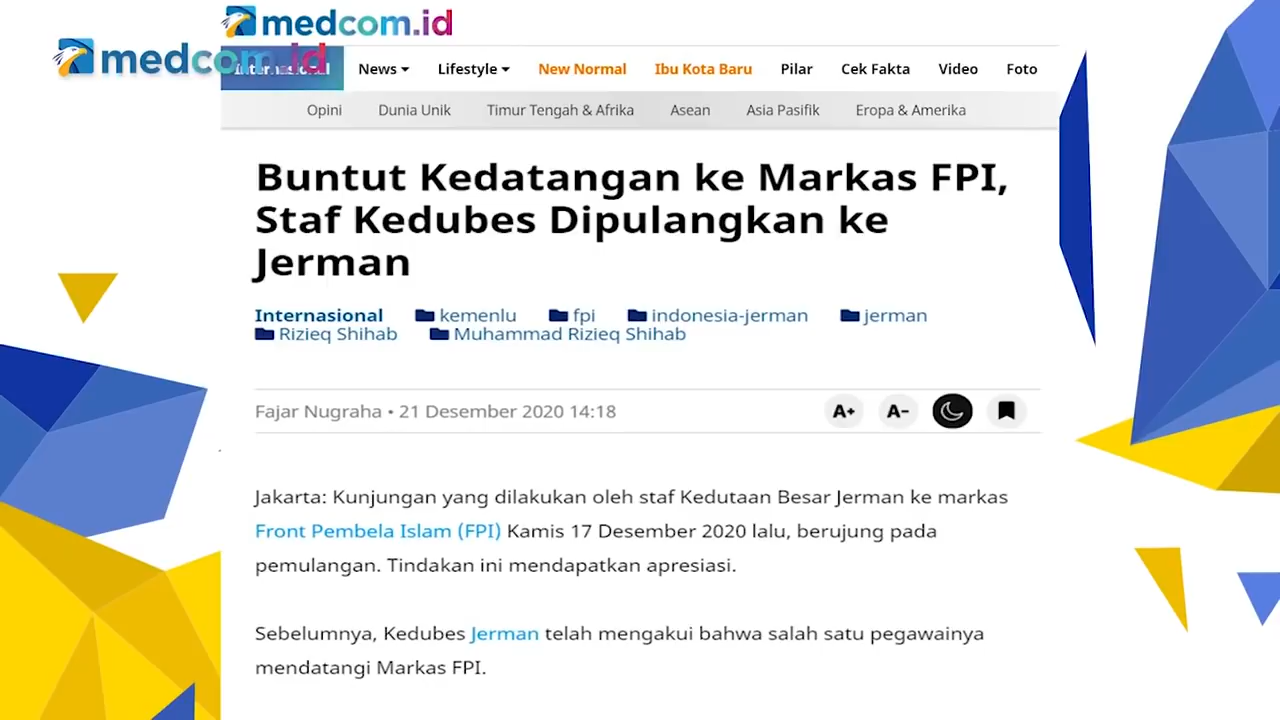 medcom.id
medcom.id
Internasional News Lifestyle New Normal Ibu Kota Baru Pilar Cek Fakta Video Foto
Opini Dunia Unik Timur Tengah & Afrika Asean Asia Pasifik Eropa & Amerika
Buntut Kedatangan ke Markas FPI,
Staf Kedubes Dipulangkan ke
Jerman
Internasional kemenlu fpi indonesia-jerman jerman
Rizieq Shihab Muhammad Rizieq Shihab
Fajar Nugraha • 21 Desember 2020 14:18 A+ A-
Jakarta: Kunjungan yang dilakukan oleh staf Kedutaan Besar Jerman ke markas
Front Pembela Islam (FPI) Kamis 17 Desember 2020 lalu, berujung pada
pemulangan. Tindakan ini mendapatkan apresiasi.
Sebelumnya, Kedubes Jerman telah mengakui bahwa salah satu pegawainya
mendatangi Markas FPI.